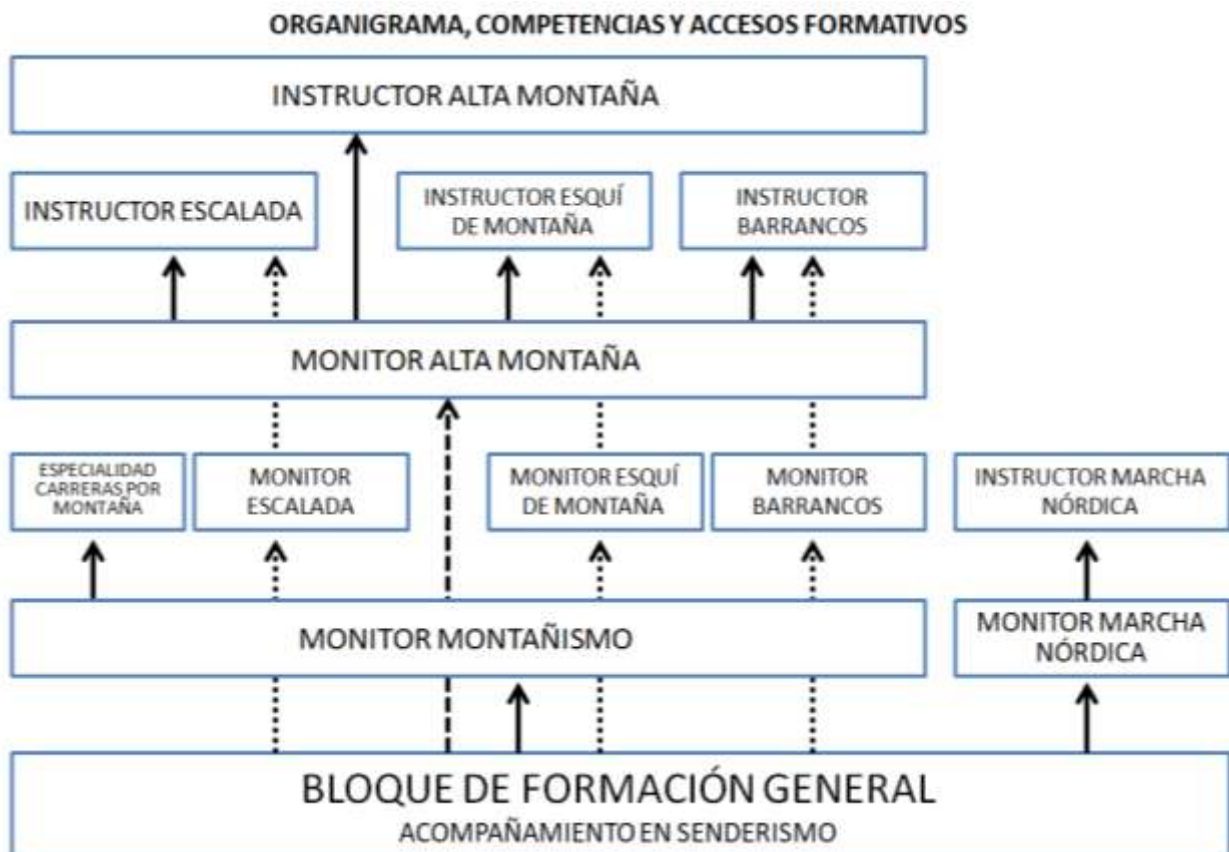 ORGANIGRAMA, COMPETENCIAS Y ACCESOS FORMATIVOS
INSTRUCTOR ALTA MONTAÑA
INSTRUCTOR ESCALADA
INSTRUCTOR ESQUÍ
DE MONTAÑA
INSTRUCTOR
BARRANCOS
MONITOR ALTA MONTAÑA
ESPECIALIDAD
CARRERAS POR
MONTAÑA
MONITOR
ESCALADA
MONITOR ESQUÍ
DE MONTAÑA
MONITOR
BARRANCOS
INSTRUCTOR MARCHA
NÓRDICA
MONITOR MONTAÑISMO
MONITOR MARCHA
NÓRDICA
BLOQUE DE FORMACIÓN GENERAL
ACOMPAÑAMIENTO EN SENDERISMO